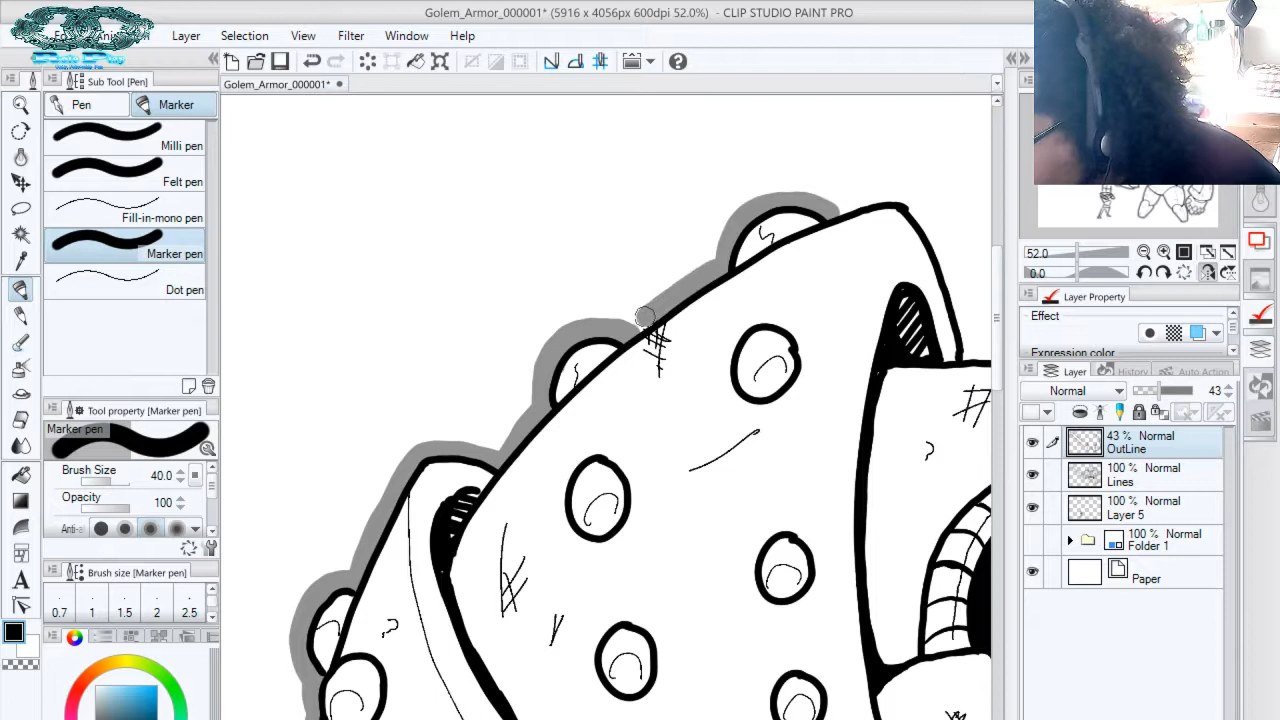 Golem_Armor_000001* (5916 x 4056px 600dpi 52.0%) - CLIP STUDIO PAINT PRO
Layer Selection View Filter Window Help
Sub Tool [Pen]
Golem_Armor_000001*
Pen Marker
Milli pen
Felt pen
Fill-in-mono pen
Marker pen
Dot pen
Tool property [Marker pen]
Marker pen
Brush Size 40.0
Opacity 100
Anti-al
Brush size [Marker pen]
0.7 1 1.5 2 2.5
52.0
0.0
Layer Property
Effect
Expression color
Layer History Auto Action
Normal 43
43 % Normal
OutLine
100 % Normal
Lines
100 % Normal
Layer 5
100 % Normal
Folder 1
Paper